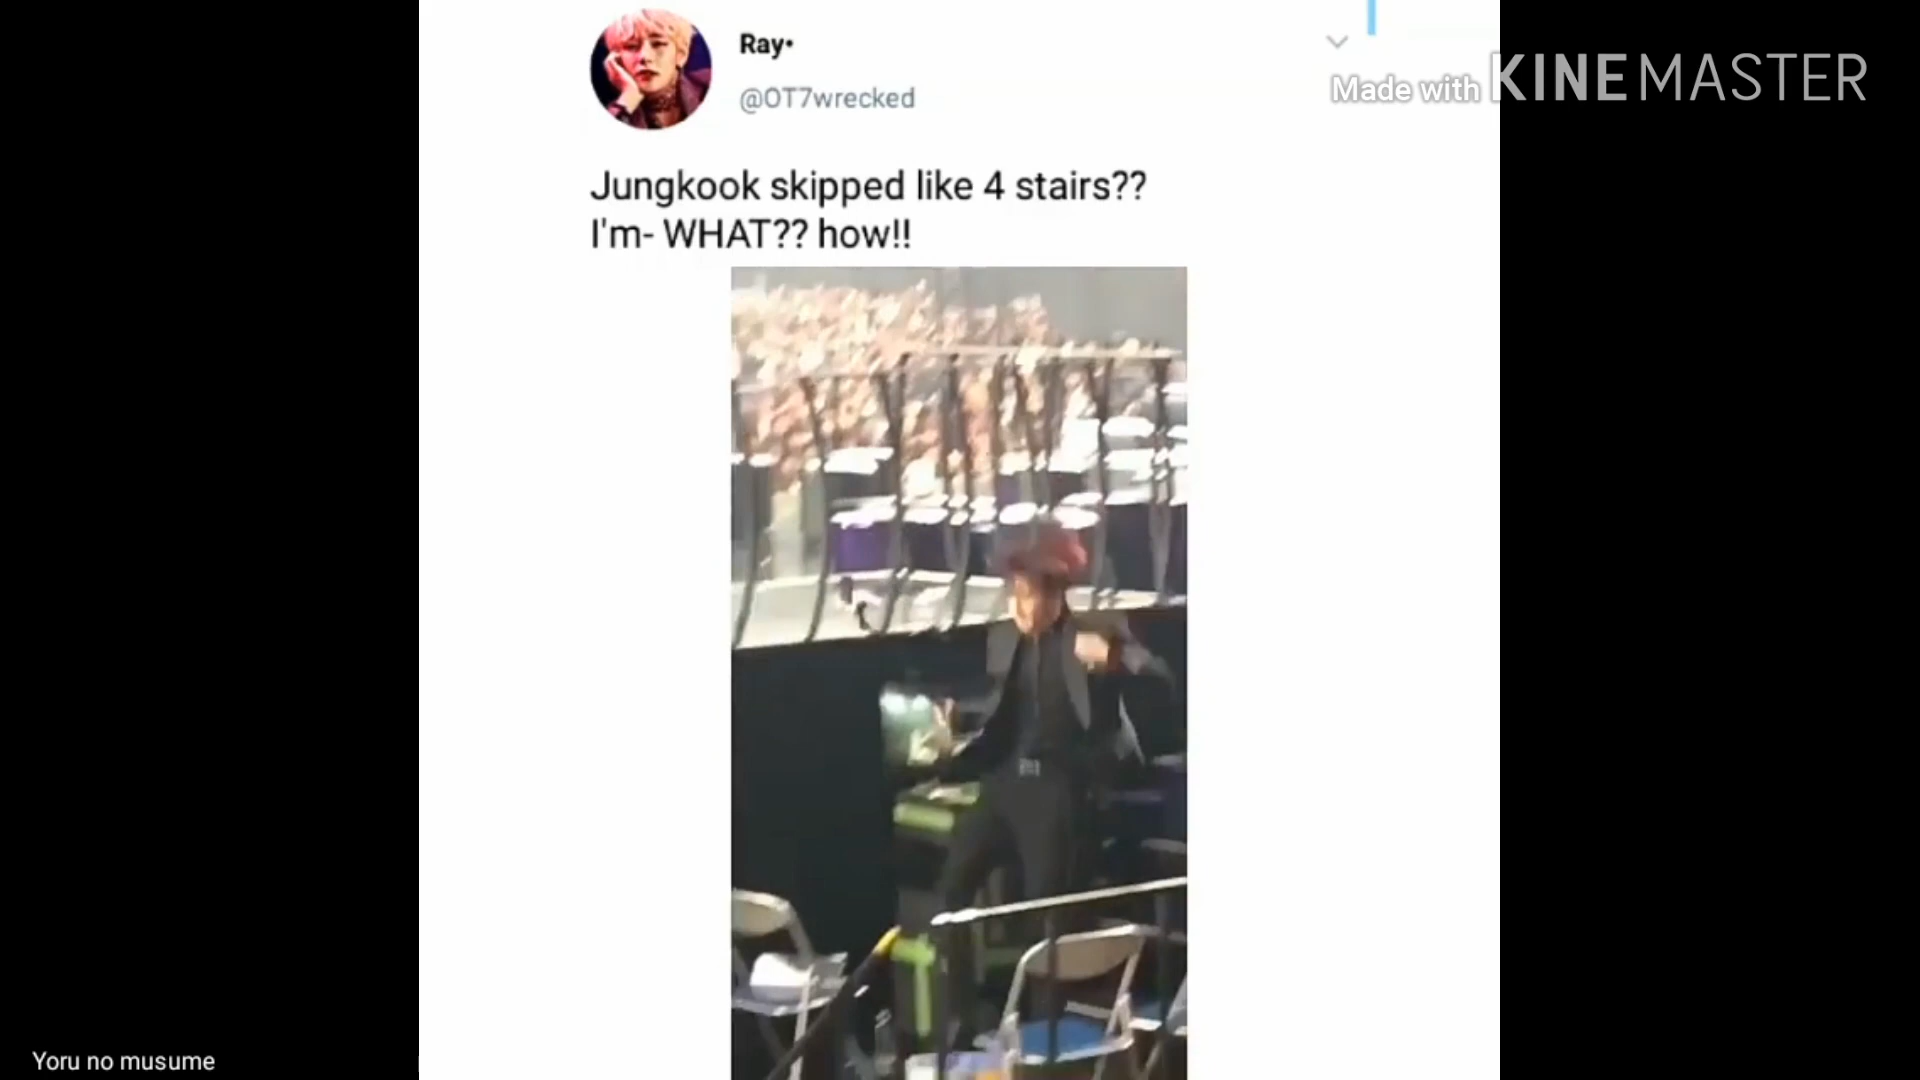 Ray•
@OT7wrecked
Made with KINEMASTER
Jungkook skipped like 4 stairs??
I'm- WHAT?? how!!
Yoru no musume